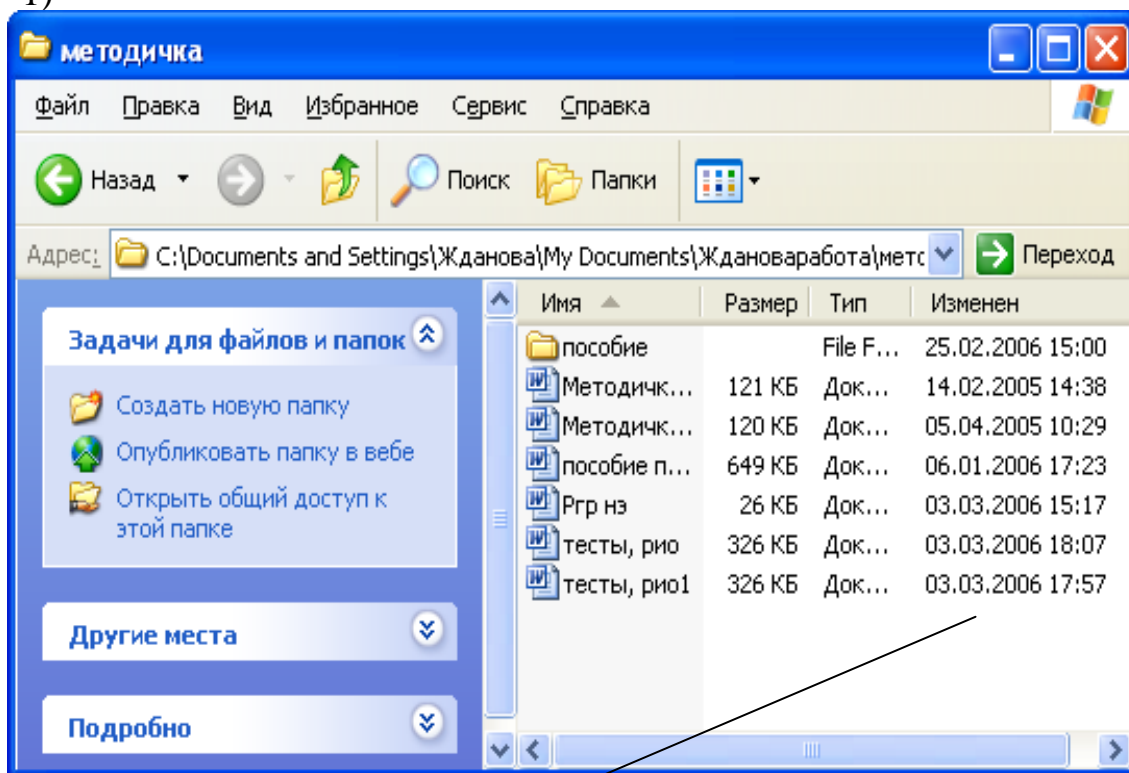 методичка
Файл Правка Вид Избранное Сервис Справка
Назад Поиск Папки
Адрес: C:\Documents and Settings\Жданова\My Documents\Ждановаработа\мето Переход
Задачи для файлов и папок
Создать новую папку
Опубликовать папку в вебе
Открыть общий доступ к
этой папке
Другие места
Подробно
Имя Размер Тип Изменен
пособие File F... 25.02.2006 15:00
Методичк... 121 КБ Док... 14.02.2005 14:38
Методичк... 120 КБ Док... 05.04.2005 10:29
пособие п... 649 КБ Док... 06.01.2006 17:23
Ргр нэ 26 КБ Док... 03.03.2006 15:17
тесты, рио 326 КБ Док... 03.03.2006 18:07
тесты, рио1 326 КБ Док... 03.03.2006 17:57